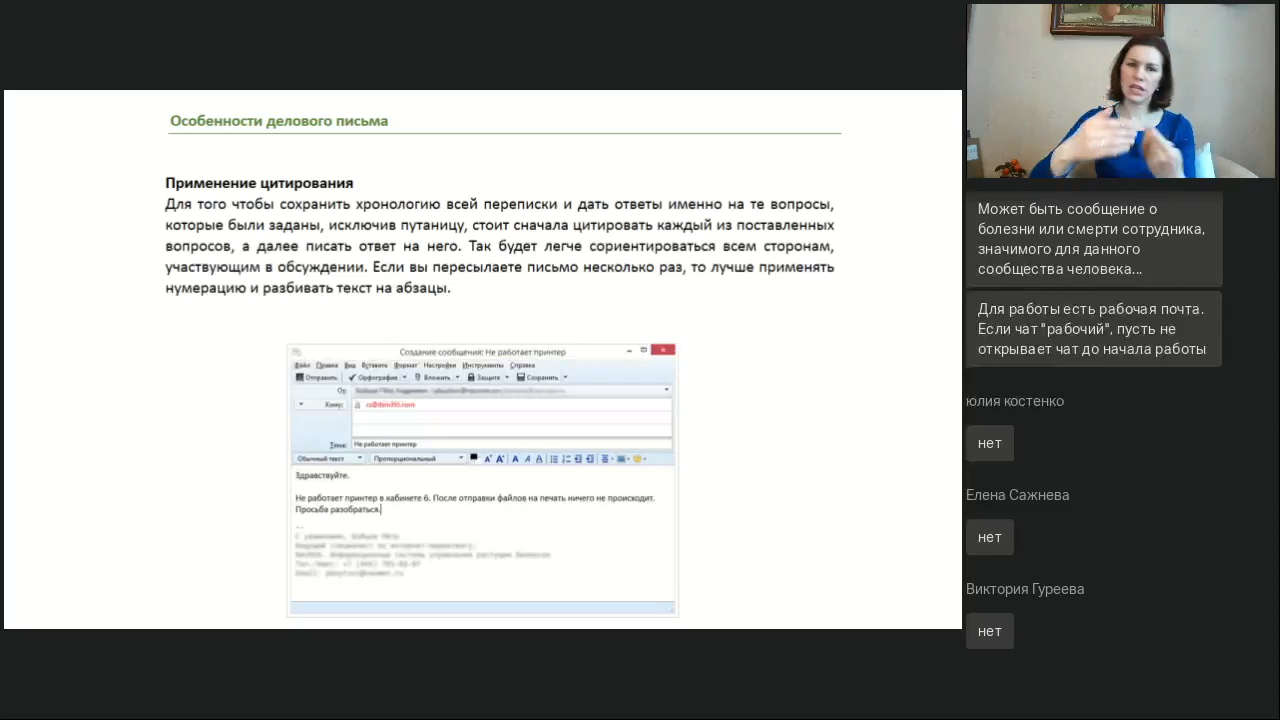 Особенности делового письма
Применение цитирования
Для того чтобы сохранить хронологию всей переписки и дать ответы именно на те вопросы,
которые были заданы, исключив путаницу, стоит сначала цитировать каждый из поставленных
вопросов, а далее писать ответ на него. Так будет легче сориентироваться всем сторонам,
участвующим в обсуждении. Если вы пересылаете письмо несколько раз, то лучше применять
нумерацию и разбивать текст на абзацы.
Создание сообщения: Не работает принтер
Файл Правка Вид Вставить Формат Настройки Инструменты Справка
Отправить Орфография Вложить Защита Сохранить
От:
Кому:
Тема: Не работает принтер
Обычный текст Пропорциональный
Здравствуйте.
Не работает принтер в кабинете 6. После отправки файлов на печать ничего не происходит.
Просьба разобраться.
--
Может быть сообщение о
болезни или смерти сотрудника,
значимого для данного
сообщества человека...
Для работы есть рабочая почта.
Если чат "рабочий", пусть не
открывает чат до начала работы
юлия костенко
нет
Елена Сажнева
нет
Виктория Гуреева
нет